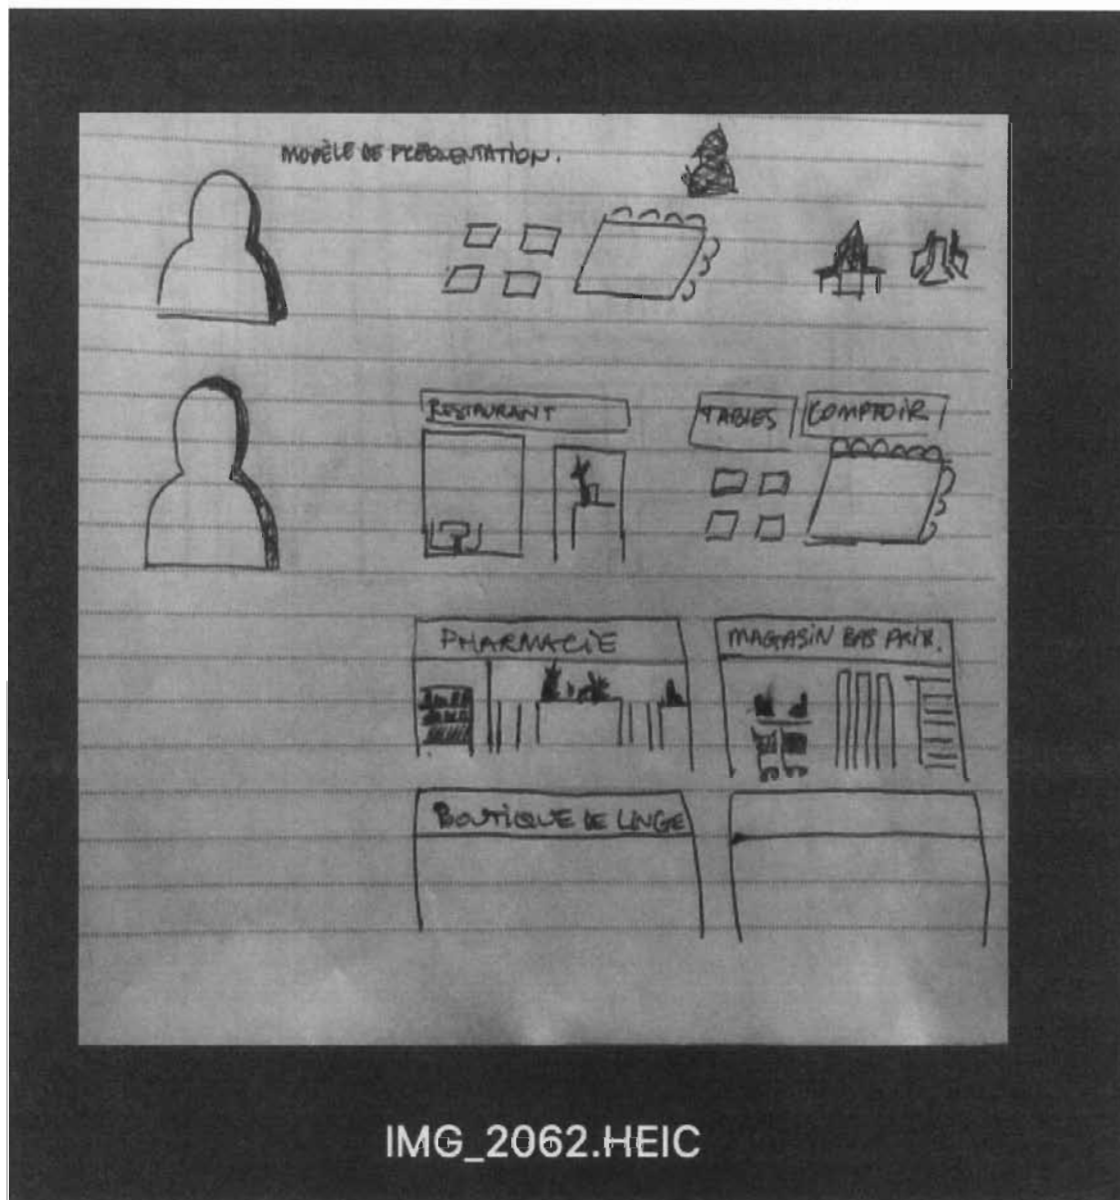 MODÈLE DE PRÉSENTATION.
RESTAURANT
TABLES COMPTOIR
PHARMACIE
MAGASIN BAS PRIX.
BOUTIQUE DE LINGE
IMG_2062.HEIC